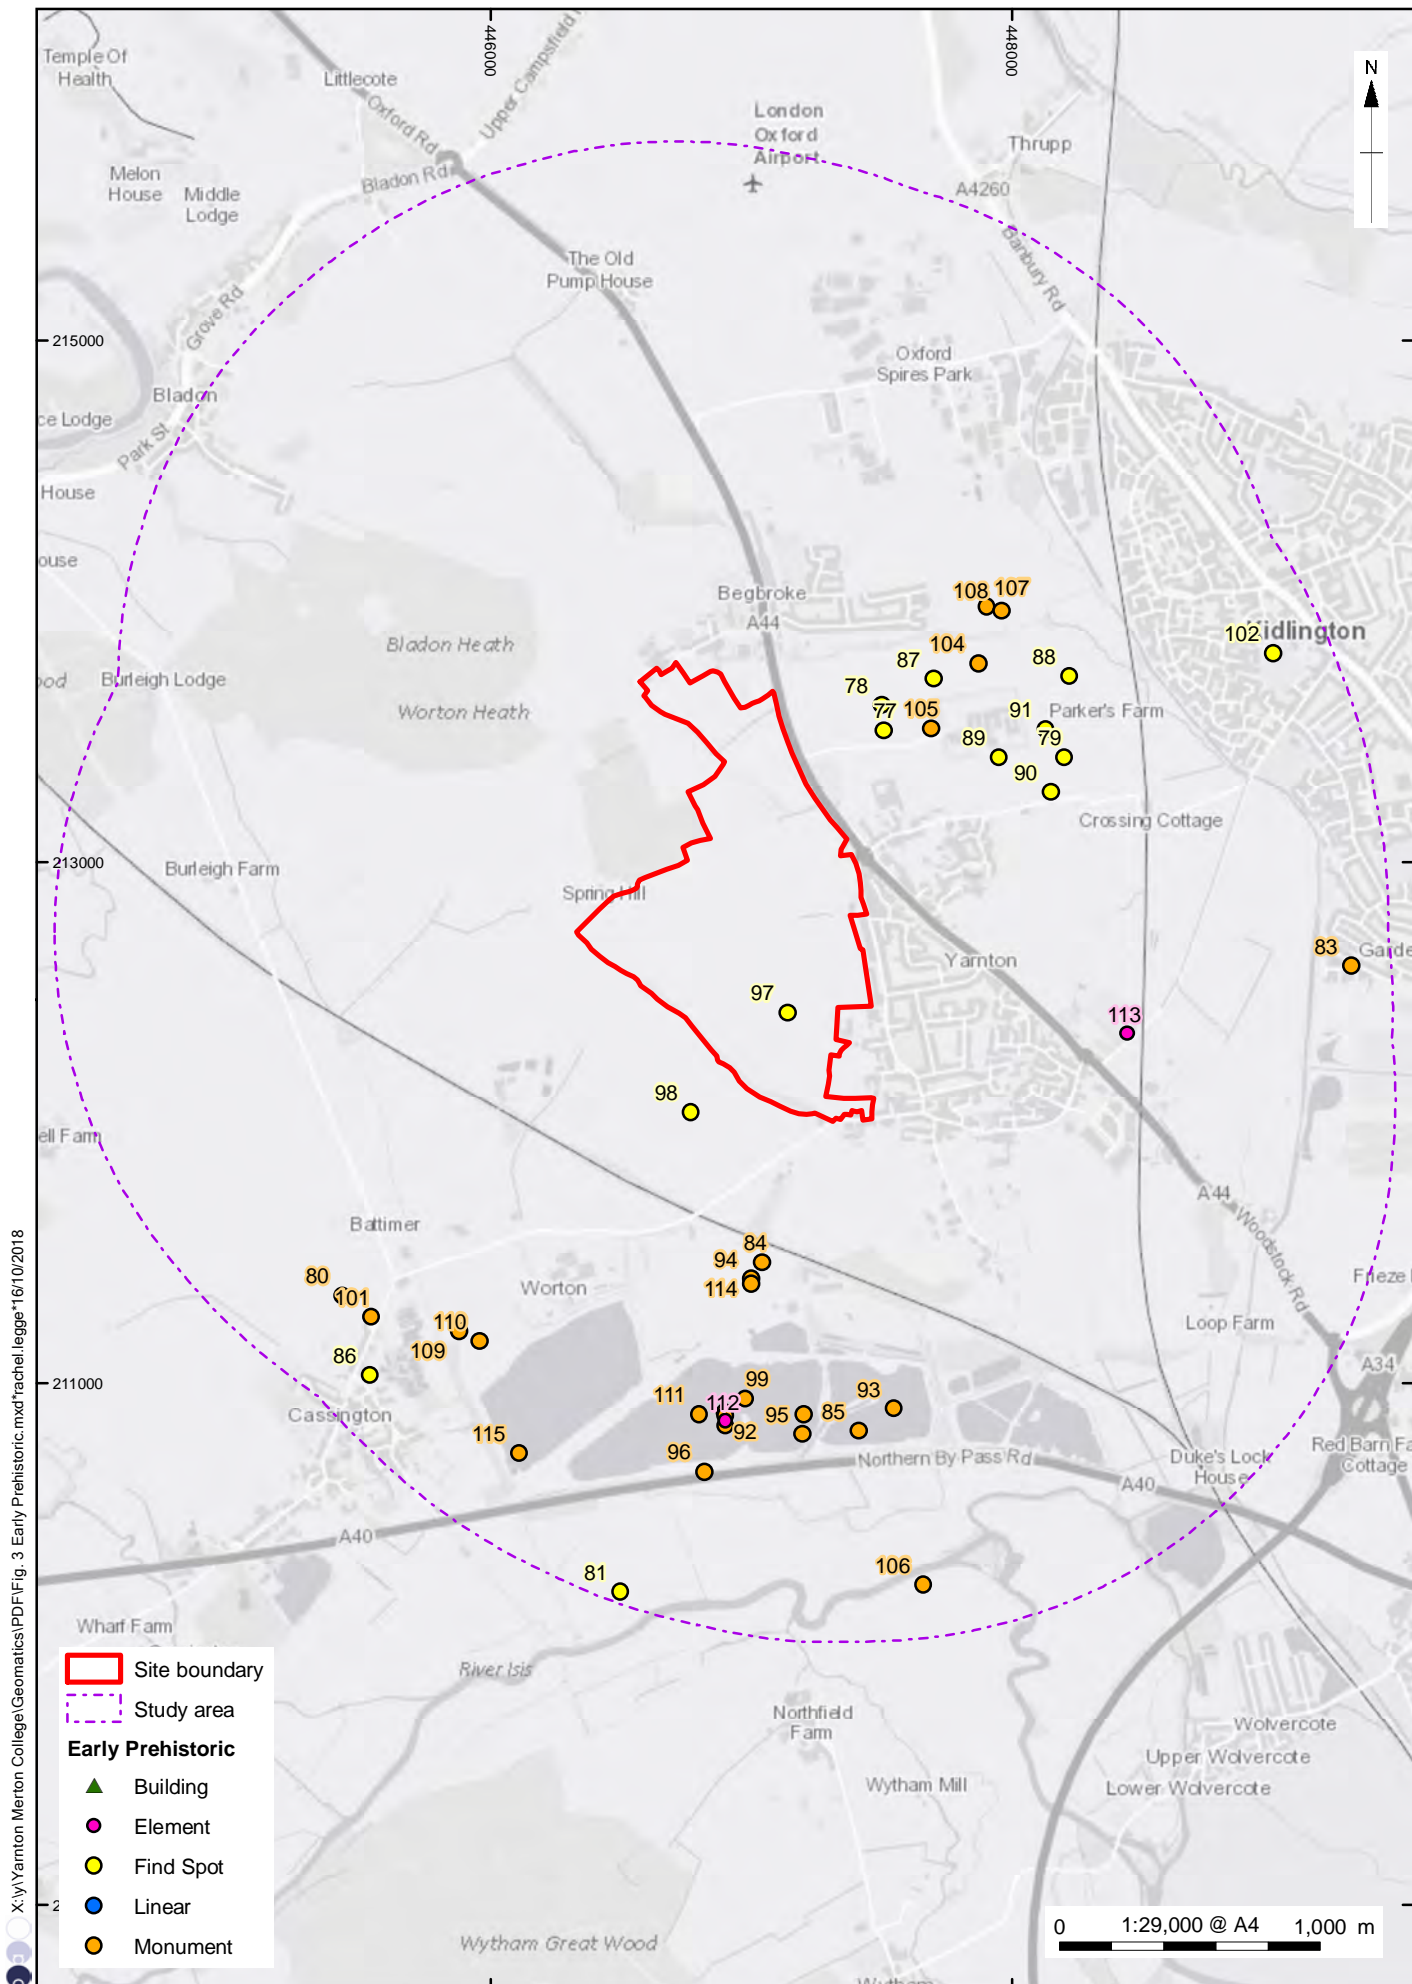 446000
448000
N
Temple Of
Health
Littlecote
Oxford Rd
Upper Campsfield
London
Oxford
Airport
Thrupp
A4260
Melon
House
Middle
Lodge
Bladon Rd
Banbury Rd
The Old
Pump House
Grove Rd
215000
Oxford
Spires Park
Bladon
ce Lodge
Park St
House
ouse
Begbroke
A44
108
107
Kidlington
102
Bladon Heath
104
87
88
ood
Burleigh Lodge
78
Worton Heath
77
105
91
Parker's Farm
89
79
90
Crossing Cottage
213000
Burleigh Farm
Spring Hill
Yarnton
83
Garde
97
113
98
ell Farm
A44
Woodstock Rd
Battimer
84
94
114
80
101
Worton
Frieze
Loop Farm
110
109
86
211000
A34
99
111
112
95
85
93
92
Cassington
115
96
Northern By Pass Rd
Duke's Lock
House
Red Barn Fa
Cottage
A40
A40
81
106
Wharf Farm
River Isis
Northfield
Farm
Wolvercote
Upper Wolvercote
Lower Wolvercote
Wytham Mill
Wytham Great Wood
Wytham
Site boundary
Study area
Early Prehistoric
Building
Element
Find Spot
Linear
Monument
2
0
1:29,000 @ A4
1,000 m
X:\y\Yarnton Merton College\Geomatics\PDF\Fig. 3 Early Prehistoric.mxd*rachel.legge*16/10/2018